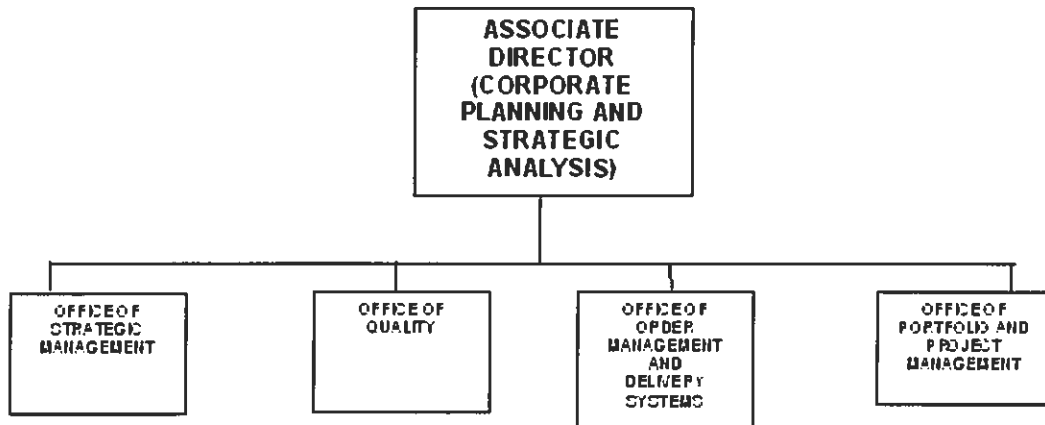 ASSOCIATE
DIRECTOR
(CORPORATE
PLANNING AND
STRATEGIC
ANALYSIS)
OFFICE OF
STRATEGIC
MANAGEMENT
OFFICE OF
QUALITY
OFFICE OF
ORDER
MANAGEMENT
AND
DELIVERY
SYSTEMS
OFFICE OF
PORTFOLIO AND
PROJECT
MANAGEMENT